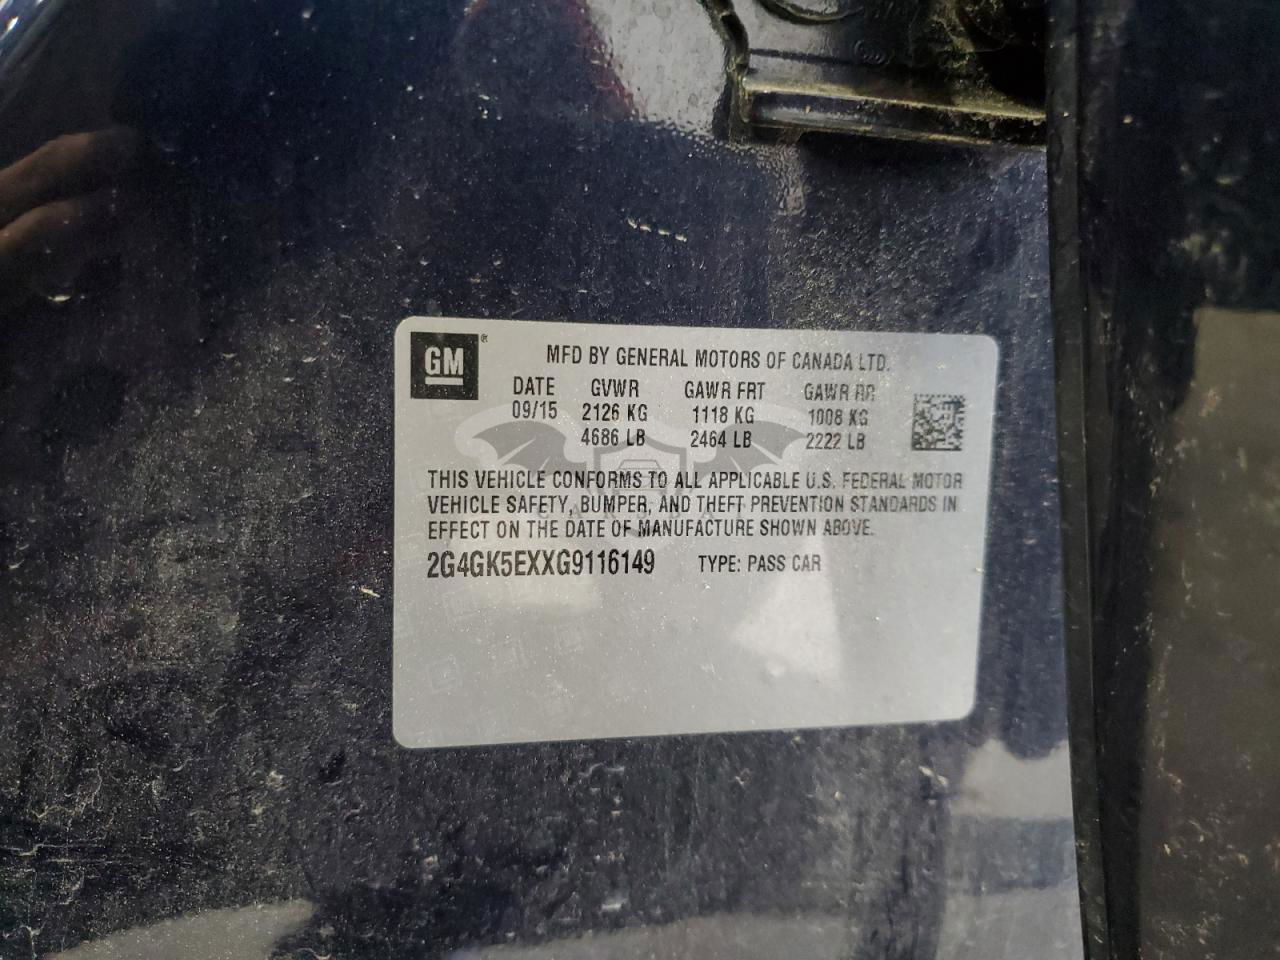 GM ®
MFD BY GENERAL MOTORS OF CANADA LTD.
DATE GVWR GAWR FRT GAWR RR
09/15 2126 KG 1118 KG 1008 KG
4686 LB 2464 LB 2222 LB
THIS VEHICLE CONFORMS TO ALL APPLICABLE U.S. FEDERAL MOTOR
VEHICLE SAFETY, BUMPER, AND THEFT PREVENTION STANDARDS IN
EFFECT ON THE DATE OF MANUFACTURE SHOWN ABOVE.
2G4GK5EXXG9116149 TYPE: PASS CAR